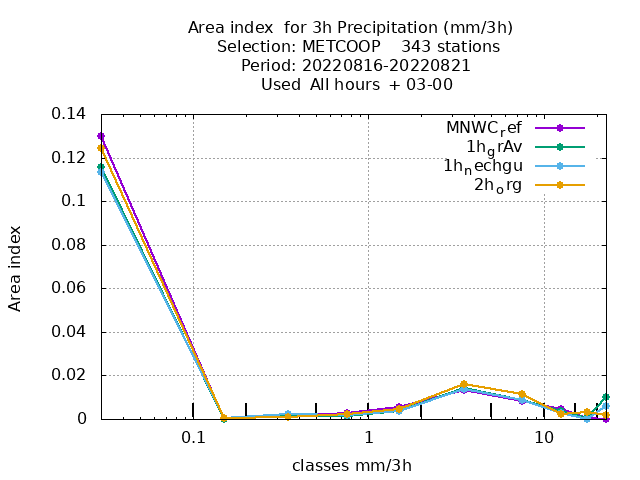 Area index  for 3h Precipitation (mm/3h)
Selection: METCOOP    343 stations
Period: 20220816-20220821
Used  All hours  + 03-00
MNWC_ref
1h_grAv
1h_nechgu
2h_org
0.14
0.12
0.1
0.08
0.06
0.04
0.02
0
Area index
0.1 1 10
classes mm/3h